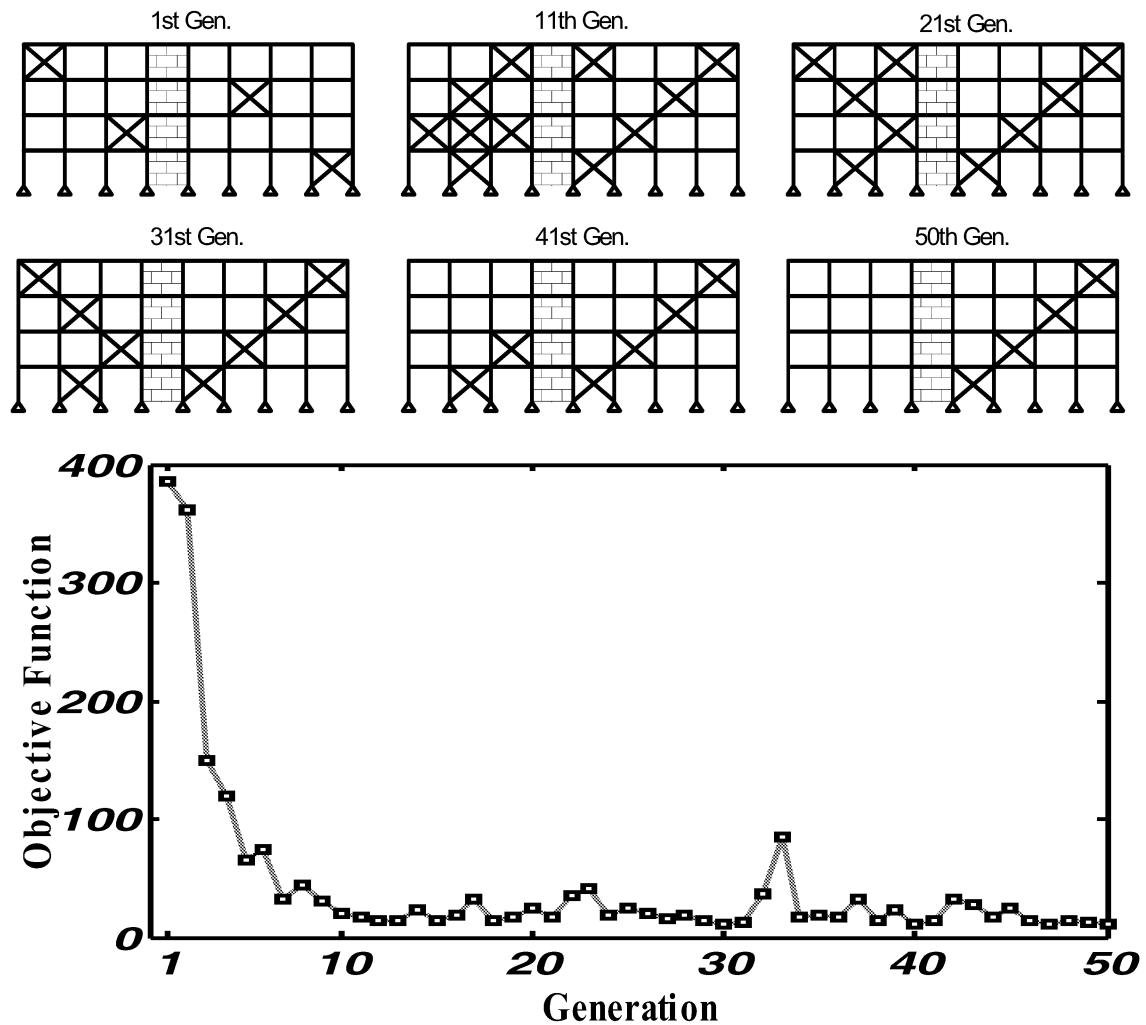 1st Gen.
11th Gen.
21st Gen.
31st Gen.
41st Gen.
50th Gen.
400
300
200
100
0
Objective Function
1
10
20
30
40
50
Generation